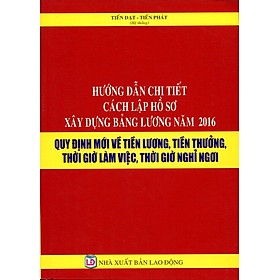 TIẾN ĐẠT - TIẾN PHÁT
(Hệ thống)
HƯỚNG DẪN CHI TIẾT
CÁCH LẬP HỒ SƠ
XÂY DỰNG BẢNG LƯƠNG NĂM 2016
QUY ĐỊNH MỚI VỀ TIỀN LƯƠNG, TIỀN THƯỞNG,
THỜI GIỜ LÀM VIỆC, THỜI GIỜ NGHỈ NGƠI
LĐ NHÀ XUẤT BẢN LAO ĐỘNG